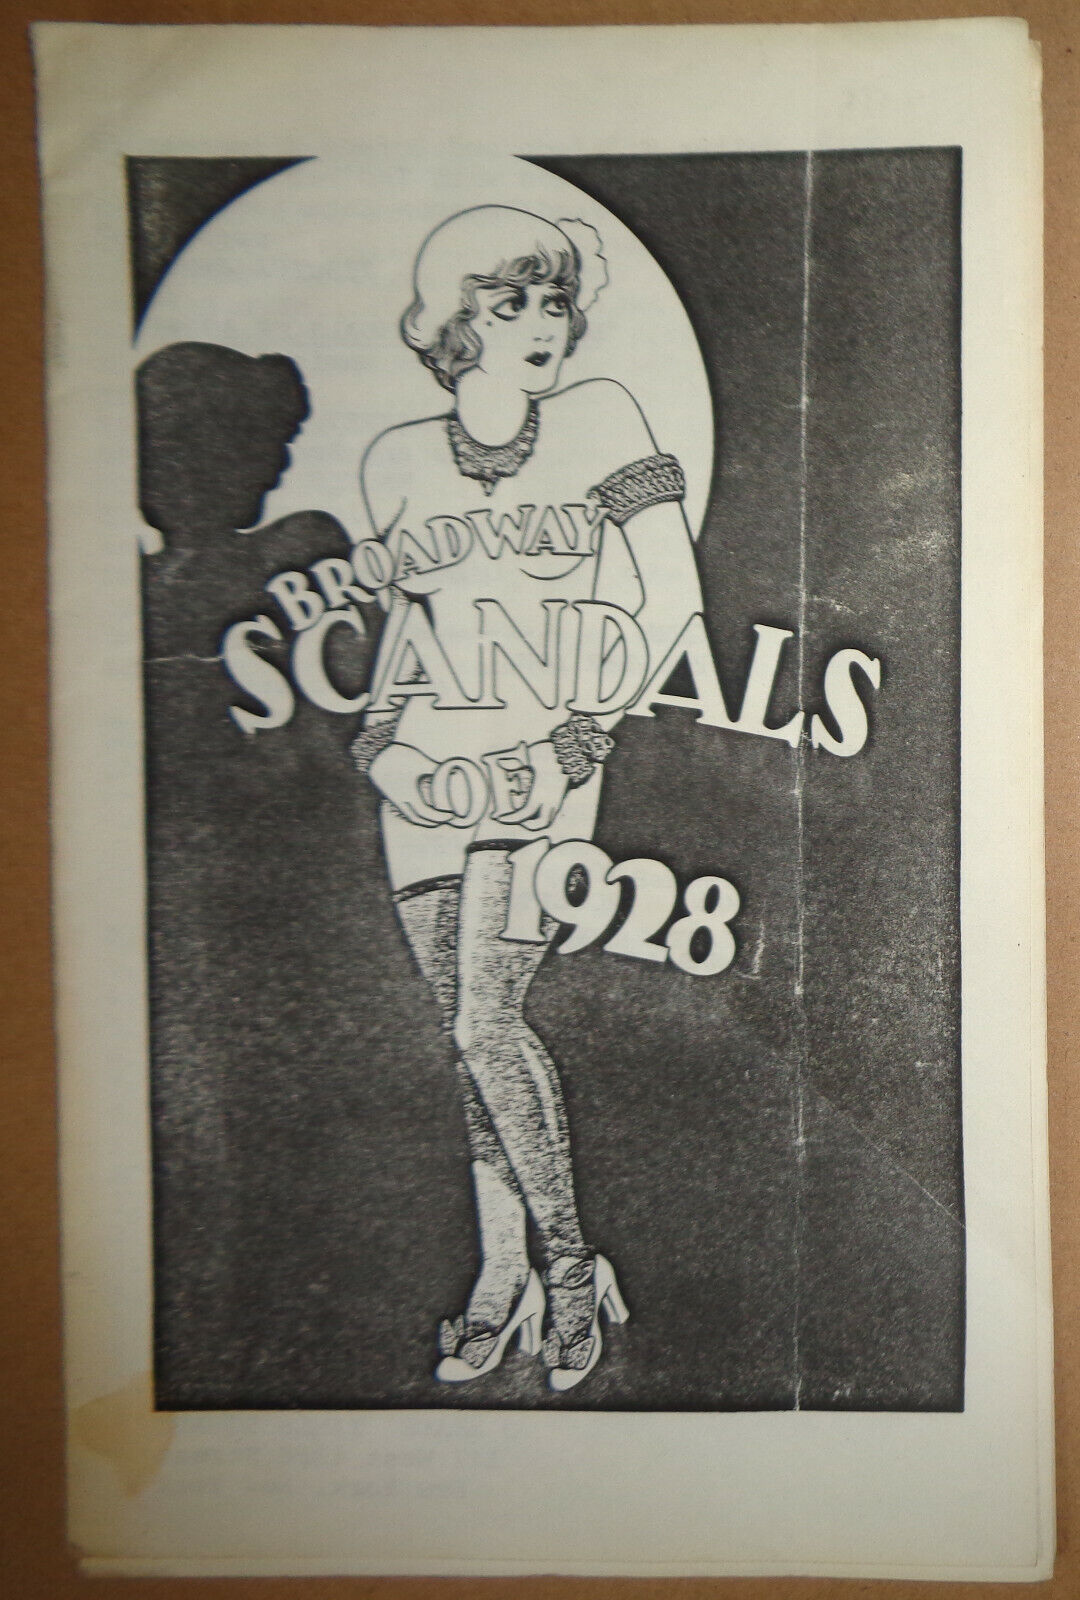 BROADWAY
SCANDALS
OF
1928